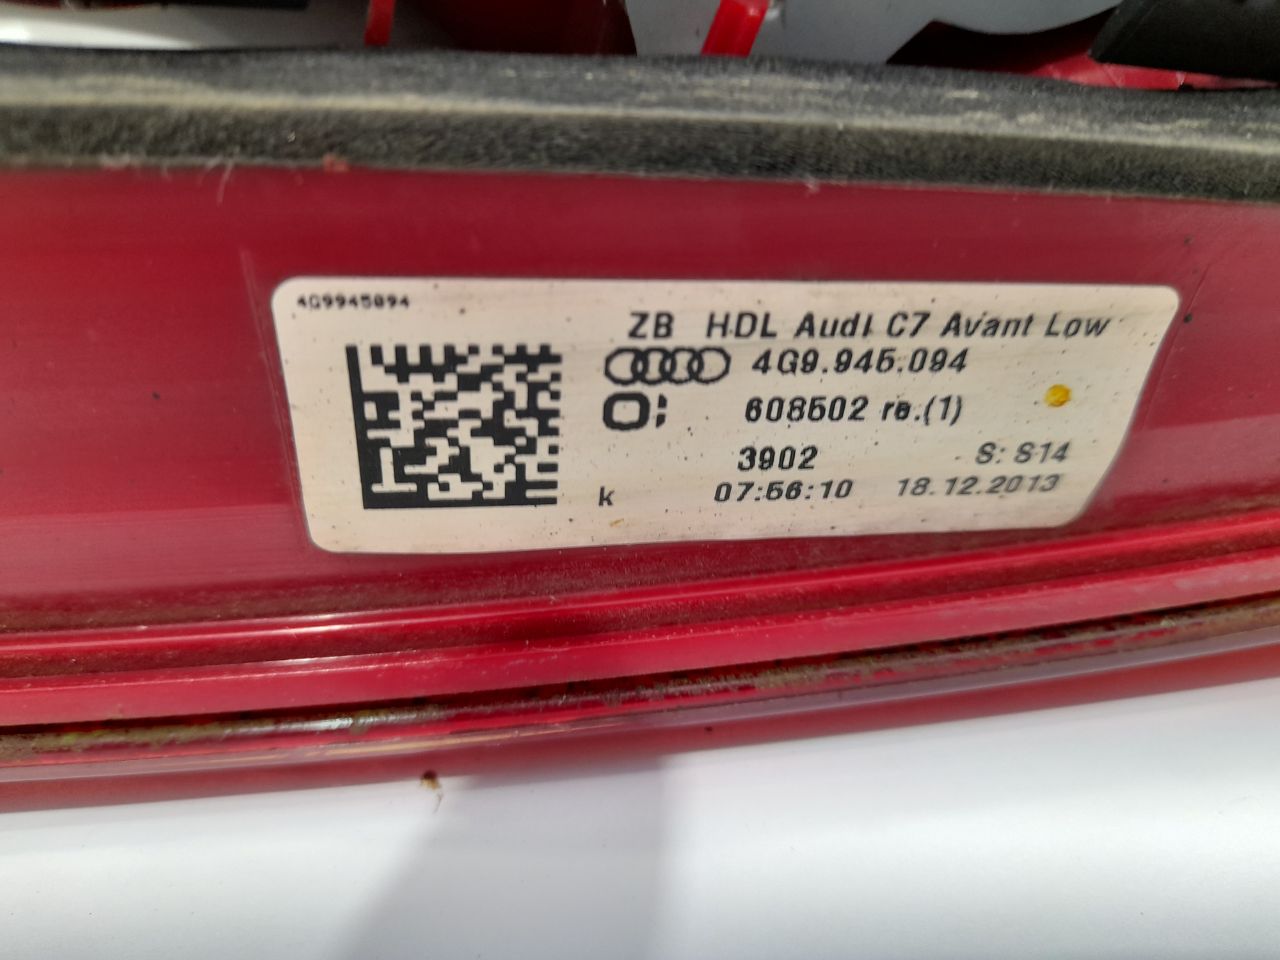 4G9945094
ZB HDL Audi C7 Avant Low
4G9.945.094
608502 re.(1)
3902 S: S14
k 07:56:10 18.12.2013